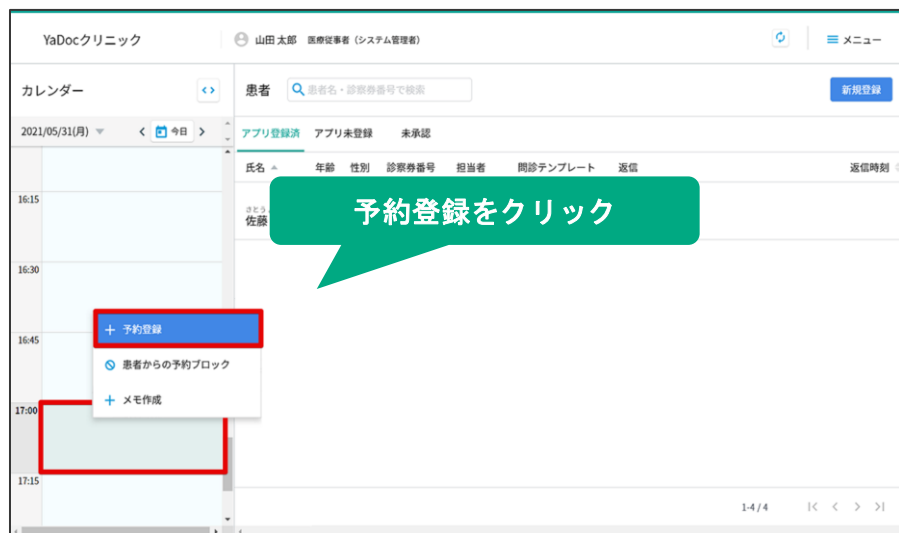 YaDocクリニック
山田 太郎 医療従事者（システム管理者）
メニュー
カレンダー
患者
患者名・診察券番号で検索
新規登録
2021/05/31(月)
今日
アプリ登録済 アプリ未登録 未承認
氏名 年齢 性別 診察券番号 担当者 問診テンプレート 返信 返信時刻
16:15
さとう
佐藤
予約登録をクリック
16:30
予約登録
16:45
患者からの予約ブロック
メモ作成
17:00
17:15
1-4 / 4